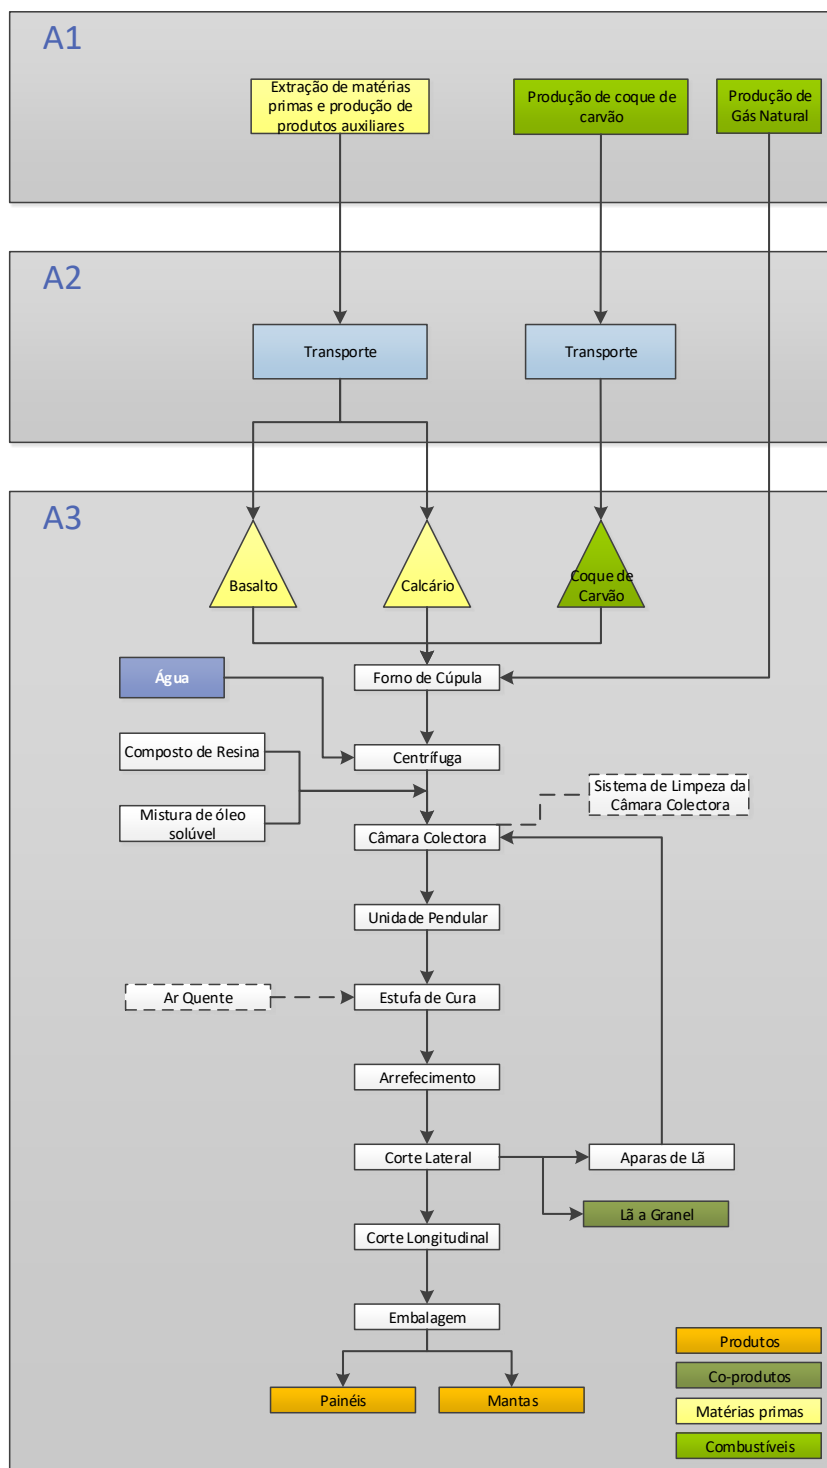 A1
Extração de matérias
primas e produção de
produtos auxiliares
Produção de coque de
carvão
Produção de
Gás Natural
A2
Transporte
Transporte
A3
Basalto
Calcário
Coque de
Carvão
Água
Forno de Cúpula
Composto de Resina
Centrífuga
Sistema de Limpeza da
Câmara Colectora
Mistura de óleo
solúvel
Câmara Colectora
Unidade Pendular
Ar Quente
Estufa de Cura
Arrefecimento
Corte Lateral
Aparas de Lã
Lã a Granel
Corte Longitudinal
Embalagem
Produtos
Co-produtos
Painéis
Mantas
Matérias primas
Combustíveis